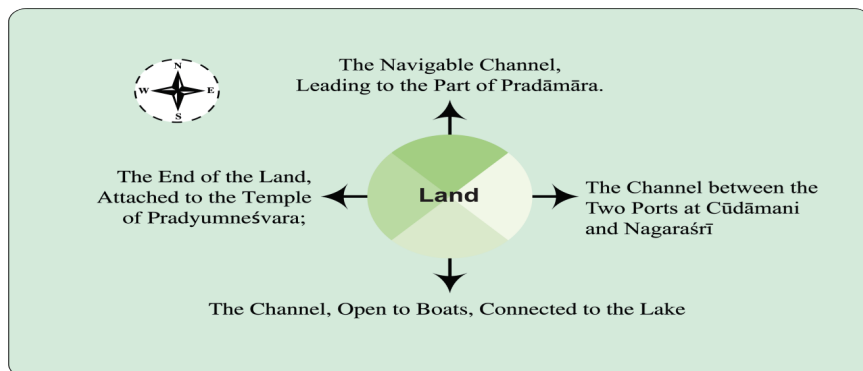 The Navigable Channel,
Leading to the Part of Pradāmāra.
N
W E
S
The End of the Land,
Attached to the Temple
of Pradyumneśvara;
Land
The Channel between the
Two Ports at Cūdāmani
and Nagaraśrī
The Channel, Open to Boats, Connected to the Lake